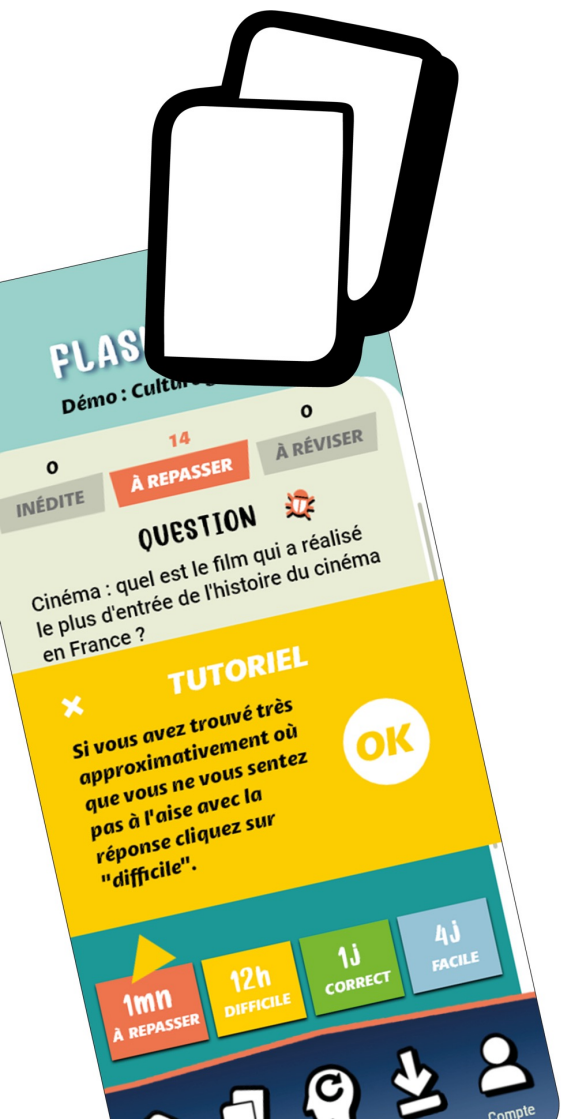 FLAS
Démo : Culture
0
INÉDITE
14
À REPASSER
0
À RÉVISER
QUESTION
Cinéma : quel est le film qui a réalisé
le plus d'entrée de l'histoire du cinéma
en France ?
TUTORIEL
Si vous avez trouvé très
approximativement où
que vous ne vous sentez
pas à l'aise avec la
réponse cliquez sur
"difficile".
OK
1mn
À REPASSER
12h
DIFFICILE
1j
CORRECT
4j
FACILE
Compte